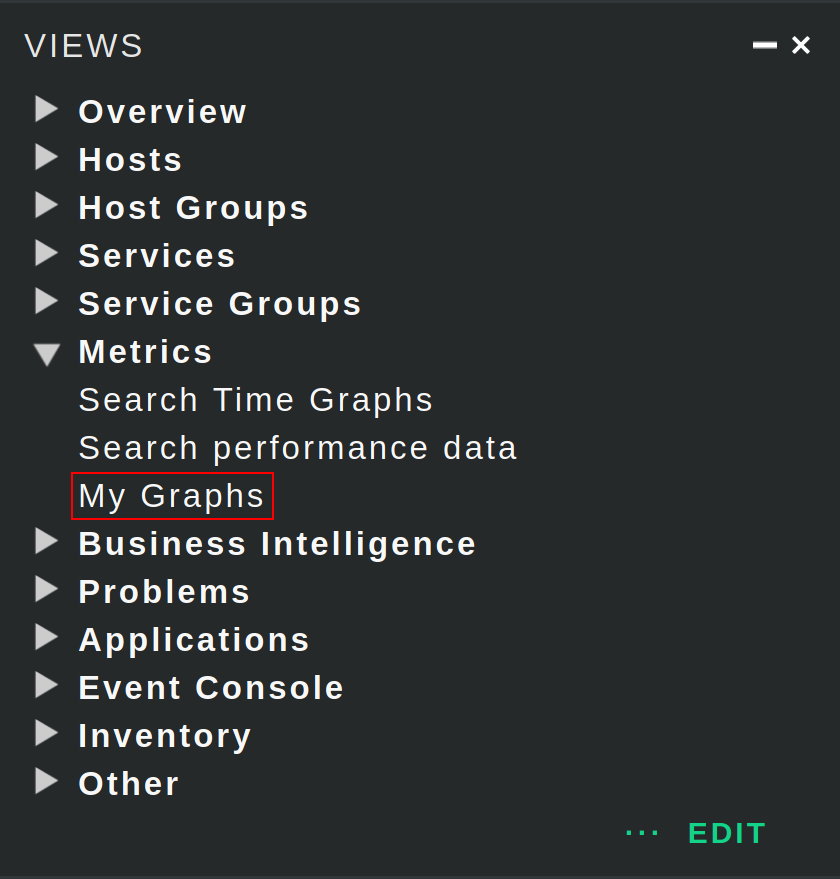 VIEWS
Overview
Hosts
Host Groups
Services
Service Groups
Metrics
Search Time Graphs
Search performance data
My Graphs
Business Intelligence
Problems
Applications
Event Console
Inventory
Other
... EDIT